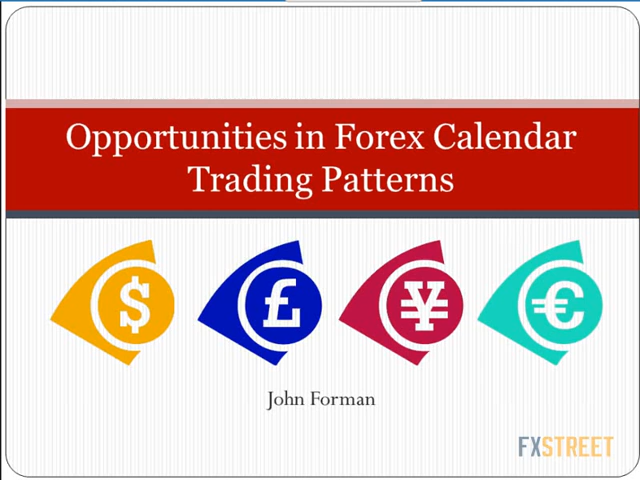 Opportunities in Forex Calendar
Trading Patterns
$ £ ¥ €
John Forman
FXSTREET